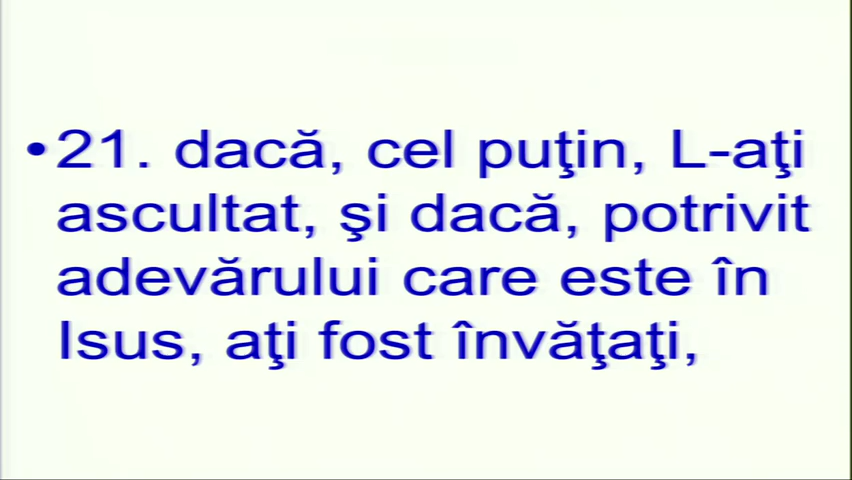 •21. dacă, cel puţin, L-aţi
ascultat, şi dacă, potrivit
adevărului care este în
Isus, aţi fost învăţaţi,